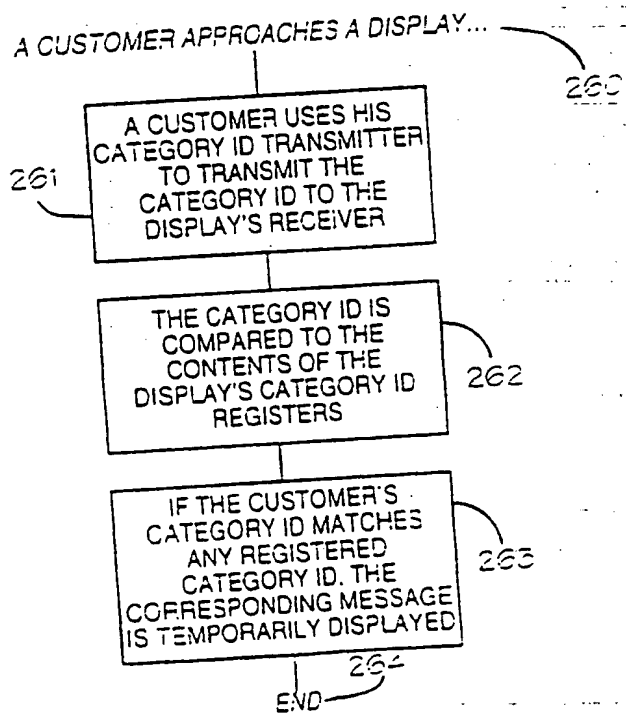 A CUSTOMER APPROACHES A DISPLAY...
260
A CUSTOMER USES HIS
CATEGORY ID TRANSMITTER
TO TRANSMIT THE
CATEGORY ID TO THE
DISPLAY'S RECEIVER
261
THE CATEGORY ID IS
COMPARED TO THE
CONTENTS OF THE
DISPLAY'S CATEGORY ID
REGISTERS
262
IF THE CUSTOMER'S
CATEGORY ID MATCHES
ANY REGISTERED
CATEGORY ID. THE
CORRESPONDING MESSAGE
IS TEMPORARILY DISPLAYED
263
264
END